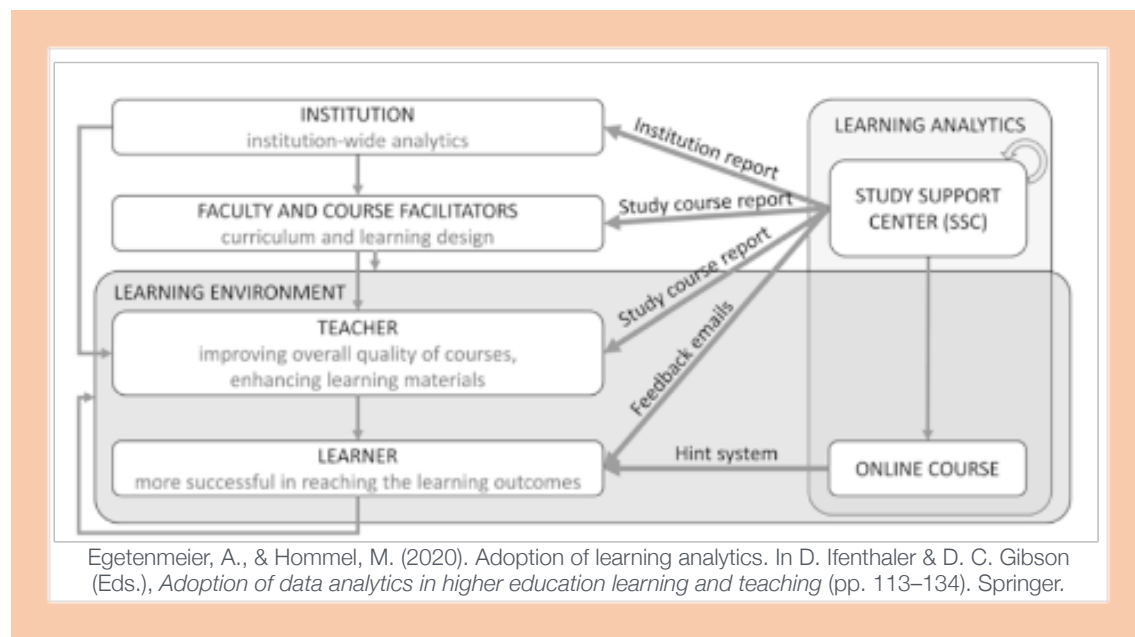 INSTITUTION
institution-wide analytics
FACULTY AND COURSE FACILITATORS
curriculum and learning design
LEARNING ENVIRONMENT
TEACHER
improving overall quality of courses,
enhancing learning materials
LEARNER
more successful in reaching the learning outcomes
Institution report
Study course report
Study course report
Feedback emails
Hint system
LEARNING ANALYTICS
STUDY SUPPORT
CENTER (SSC)
ONLINE COURSE
Egetenmeier, A., & Hommel, M. (2020). Adoption of learning analytics. In D. Ifenthaler & D. C. Gibson
(Eds.), Adoption of data analytics in higher education learning and teaching (pp. 113–134). Springer.